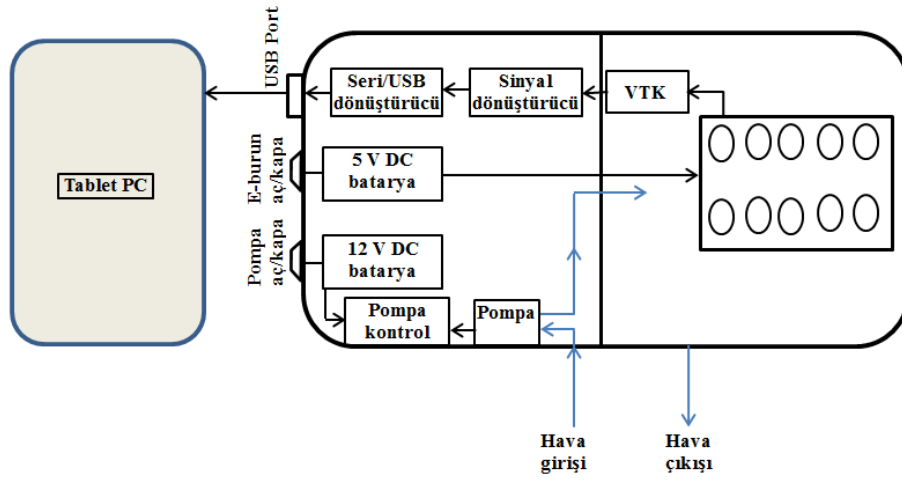 USB Port
Seri/USB
dönüştürücü
Sinyal
dönüştürücü
VTK
Tablet PC
E-burun
aç/kapa
5 V DC
batarya
Pompa
aç/kapa
12 V DC
batarya
Pompa
kontrol
Pompa
Hava
girişi
Hava
çıkışı